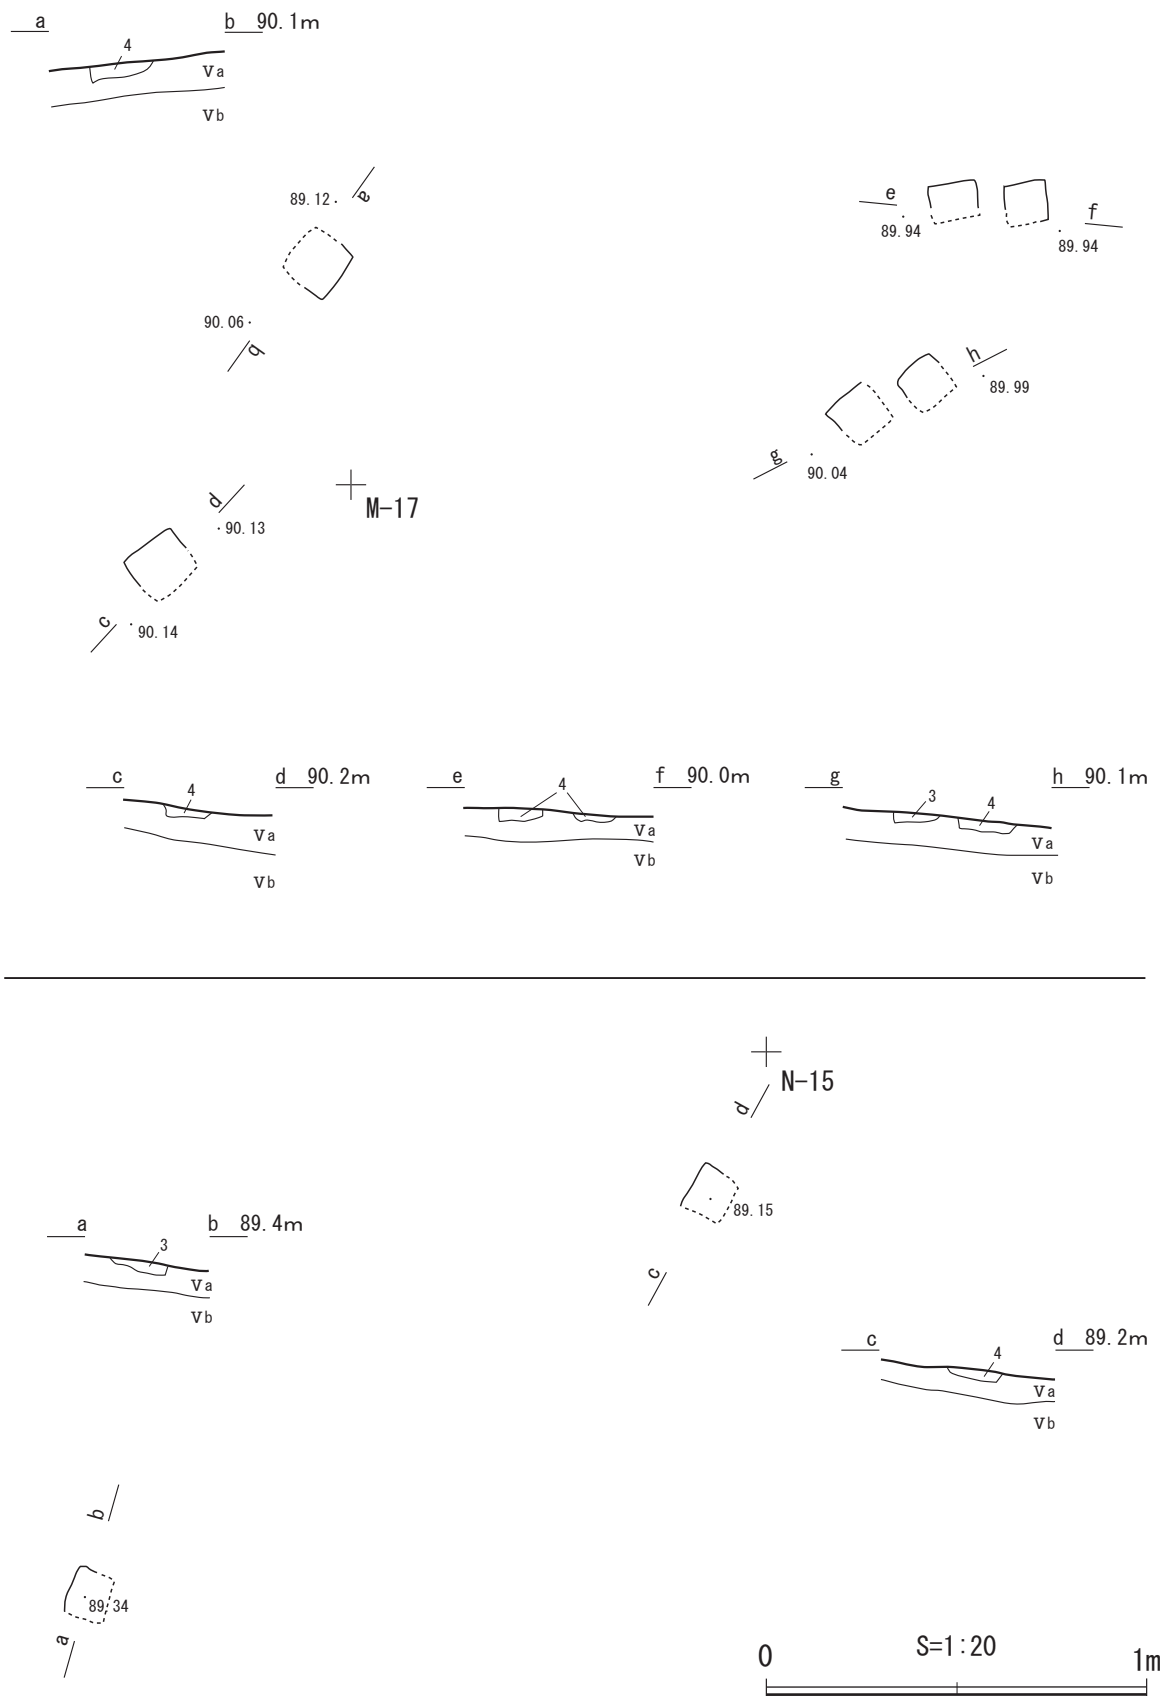 a b 90.1m
4
Va
Vb
89.12
a
e
f
89.94
89.94
90.06
b
h
89.99
g
90.04
M-17
d
90.13
c
90.14
c d 90.2m
4
Va
Vb
e f 90.0m
4
Va
Vb
g h 90.1m
3 4
Va
Vb
N-15
d
89.15
c
a b 89.4m
3
Va
Vb
c d 89.2m
4
Va
Vb
b
89.34
a
S=1:20
0 1m